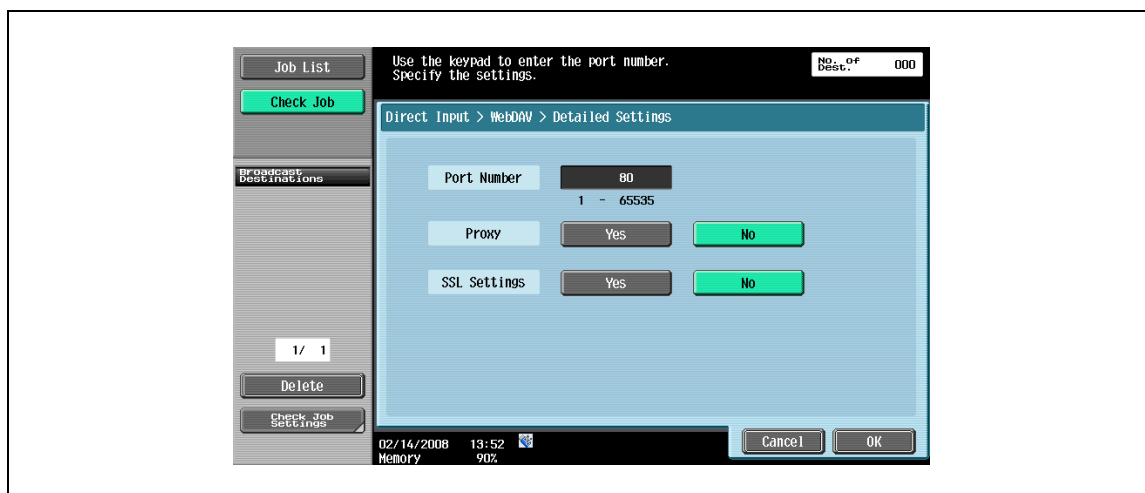 Job List
Check Job
Use the keypad to enter the port number.
Specify the settings.
No. of
Dest.
000
Direct Input > WebDAV > Detailed Settings
Broadcast
Destinations
Port Number
80
1 - 65535
Proxy
Yes
No
SSL Settings
Yes
No
1/ 1
Delete
Check Job
Settings
02/14/2008 13:52
Memory 90%
Cancel
OK